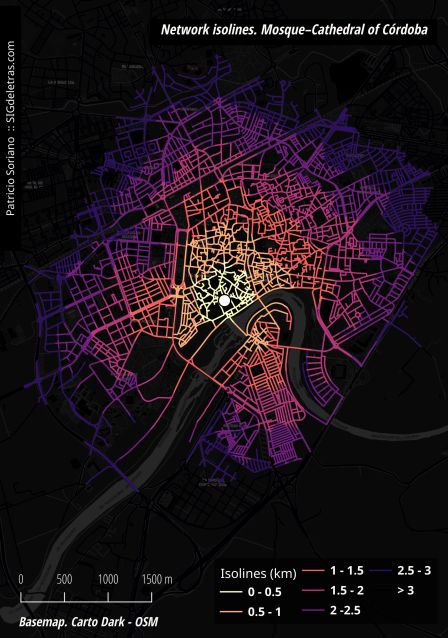 Network isolines. Mosque–Cathedral of Córdoba
Patricio Soriano :: SIGdeletras.com
Isolines (km)
0 - 0.5
0.5 - 1
1 - 1.5
1.5 - 2
2 -2.5
2.5 - 3
> 3
0 500 1000 1500 m
Basemap. Carto Dark - OSM